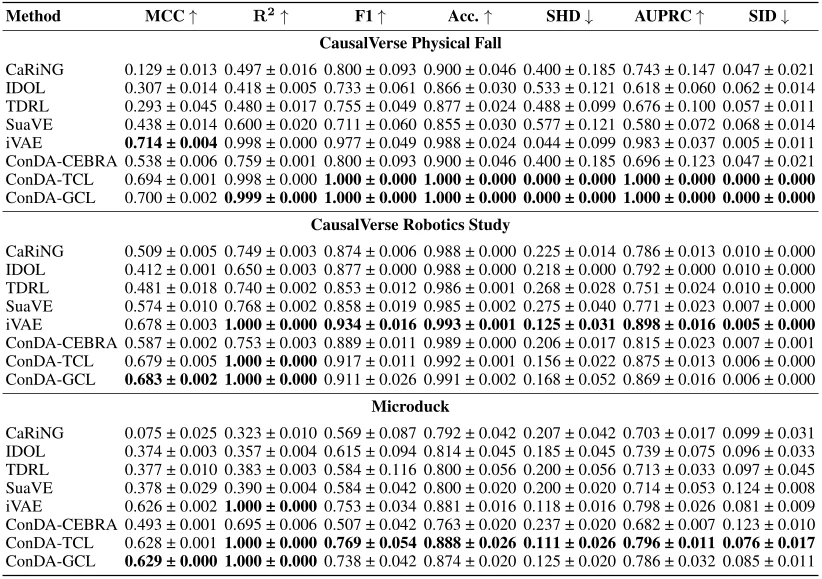 Method MCC ↑ R² ↑ F1 ↑ Acc. ↑ SHD ↓ AUPRC ↑ SID ↓
CausalVerse Physical Fall
CaRiNG 0.129 ± 0.013 0.497 ± 0.016 0.800 ± 0.093 0.900 ± 0.046 0.400 ± 0.185 0.743 ± 0.147 0.047 ± 0.021
IDOL 0.307 ± 0.014 0.418 ± 0.005 0.733 ± 0.061 0.866 ± 0.030 0.533 ± 0.121 0.618 ± 0.060 0.062 ± 0.014
TDRL 0.293 ± 0.045 0.480 ± 0.017 0.755 ± 0.049 0.877 ± 0.024 0.488 ± 0.099 0.676 ± 0.100 0.057 ± 0.011
SuaVE 0.438 ± 0.014 0.600 ± 0.020 0.711 ± 0.060 0.855 ± 0.030 0.577 ± 0.121 0.580 ± 0.072 0.068 ± 0.014
iVAE 0.714 ± 0.004 0.998 ± 0.000 0.977 ± 0.049 0.988 ± 0.024 0.044 ± 0.099 0.983 ± 0.037 0.005 ± 0.011
ConDA-CEBRA 0.538 ± 0.006 0.759 ± 0.001 0.800 ± 0.093 0.900 ± 0.046 0.400 ± 0.185 0.696 ± 0.123 0.047 ± 0.021
ConDA-TCL 0.694 ± 0.001 0.998 ± 0.000 1.000 ± 0.000 1.000 ± 0.000 0.000 ± 0.000 1.000 ± 0.000 0.000 ± 0.000
ConDA-GCL 0.700 ± 0.002 0.999 ± 0.000 1.000 ± 0.000 1.000 ± 0.000 0.000 ± 0.000 1.000 ± 0.000 0.000 ± 0.000
CausalVerse Robotics Study
CaRiNG 0.509 ± 0.005 0.749 ± 0.003 0.874 ± 0.006 0.988 ± 0.000 0.225 ± 0.014 0.786 ± 0.013 0.010 ± 0.000
IDOL 0.412 ± 0.001 0.650 ± 0.003 0.877 ± 0.000 0.988 ± 0.000 0.218 ± 0.000 0.792 ± 0.000 0.010 ± 0.000
TDRL 0.481 ± 0.018 0.740 ± 0.002 0.853 ± 0.012 0.986 ± 0.001 0.268 ± 0.028 0.751 ± 0.024 0.010 ± 0.000
SuaVE 0.574 ± 0.010 0.768 ± 0.002 0.858 ± 0.019 0.985 ± 0.002 0.275 ± 0.040 0.771 ± 0.023 0.007 ± 0.000
iVAE 0.678 ± 0.003 1.000 ± 0.000 0.934 ± 0.016 0.993 ± 0.001 0.125 ± 0.031 0.898 ± 0.016 0.005 ± 0.000
ConDA-CEBRA 0.587 ± 0.002 0.753 ± 0.003 0.889 ± 0.011 0.989 ± 0.000 0.206 ± 0.017 0.815 ± 0.023 0.007 ± 0.001
ConDA-TCL 0.679 ± 0.005 1.000 ± 0.000 0.917 ± 0.011 0.992 ± 0.001 0.156 ± 0.022 0.875 ± 0.013 0.006 ± 0.000
ConDA-GCL 0.683 ± 0.002 1.000 ± 0.000 0.911 ± 0.026 0.991 ± 0.002 0.168 ± 0.052 0.869 ± 0.016 0.006 ± 0.000
Microduck
CaRiNG 0.075 ± 0.025 0.323 ± 0.010 0.569 ± 0.087 0.792 ± 0.042 0.207 ± 0.042 0.703 ± 0.017 0.099 ± 0.031
IDOL 0.374 ± 0.003 0.357 ± 0.004 0.615 ± 0.094 0.814 ± 0.045 0.185 ± 0.045 0.739 ± 0.075 0.096 ± 0.033
TDRL 0.377 ± 0.010 0.383 ± 0.003 0.584 ± 0.116 0.800 ± 0.056 0.200 ± 0.056 0.713 ± 0.033 0.097 ± 0.045
SuaVE 0.378 ± 0.029 0.390 ± 0.004 0.584 ± 0.042 0.800 ± 0.020 0.200 ± 0.020 0.714 ± 0.053 0.124 ± 0.008
iVAE 0.626 ± 0.002 1.000 ± 0.000 0.753 ± 0.034 0.881 ± 0.016 0.118 ± 0.016 0.798 ± 0.026 0.081 ± 0.009
ConDA-CEBRA 0.493 ± 0.001 0.695 ± 0.006 0.507 ± 0.042 0.763 ± 0.020 0.237 ± 0.020 0.682 ± 0.007 0.123 ± 0.010
ConDA-TCL 0.628 ± 0.001 1.000 ± 0.000 0.769 ± 0.054 0.888 ± 0.026 0.111 ± 0.026 0.796 ± 0.011 0.076 ± 0.017
ConDA-GCL 0.629 ± 0.000 1.000 ± 0.000 0.738 ± 0.042 0.874 ± 0.020 0.125 ± 0.020 0.786 ± 0.032 0.085 ± 0.011